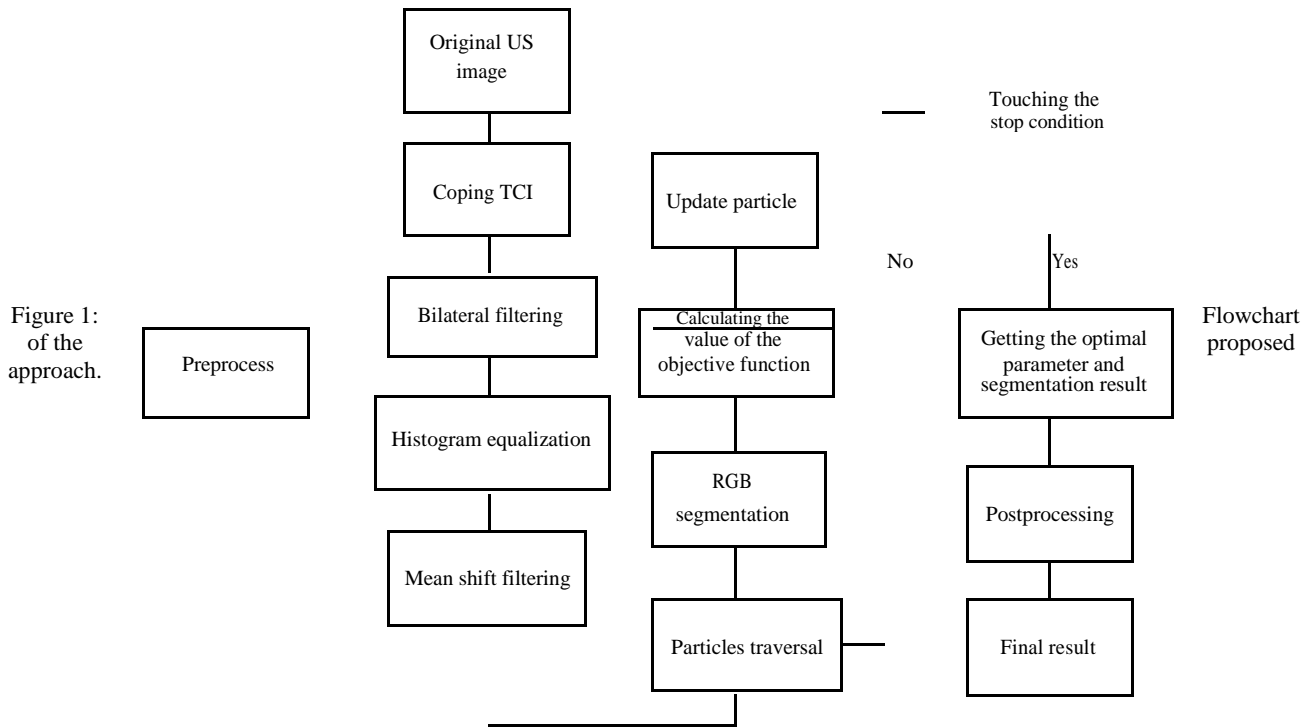 Original US
image
Coping TCI
Bilateral filtering
Histogram equalization
Mean shift filtering
Preprocess
Update particle
Calculating the
value of the
objective function
RGB
segmentation
Particles traversal
Touching the
stop condition
No
Yes
Getting the optimal
parameter and
segmentation result
Postprocessing
Final result
Figure 1:
of the
approach.
Flowchart
proposed